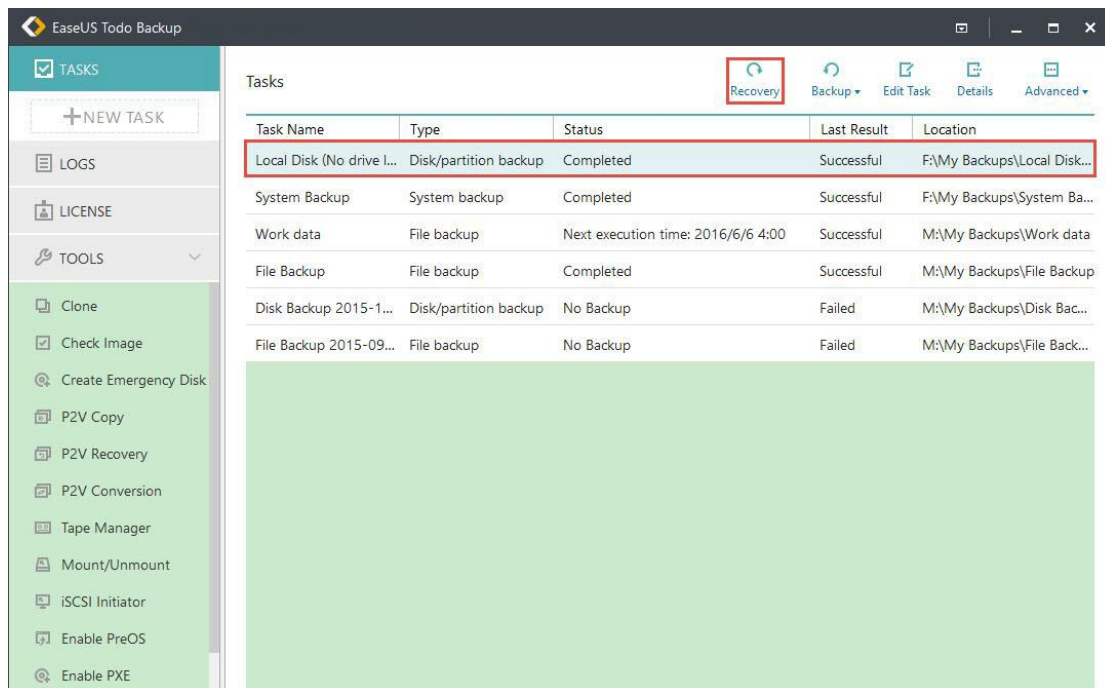 EaseUS Todo Backup
TASKS
NEW TASK
LOGS
LICENSE
TOOLS
Clone
Check Image
Create Emergency Disk
P2V Copy
P2V Recovery
P2V Conversion
Tape Manager
Mount/Unmount
iSCSI Initiator
Enable PreOS
Enable PXE
Tasks
Recovery Backup Edit Task Details Advanced
Task Name Type Status Last Result Location
Local Disk (No drive l... Disk/partition backup Completed Successful F:\My Backups\Local Disk...
System Backup System backup Completed Successful F:\My Backups\System Ba...
Work data File backup Next execution time: 2016/6/6 4:00 Successful M:\My Backups\Work data
File Backup File backup Completed Successful M:\My Backups\File Backup
Disk Backup 2015-1... Disk/partition backup No Backup Failed M:\My Backups\Disk Bac...
File Backup 2015-09... File backup No Backup Failed M:\My Backups\File Back...